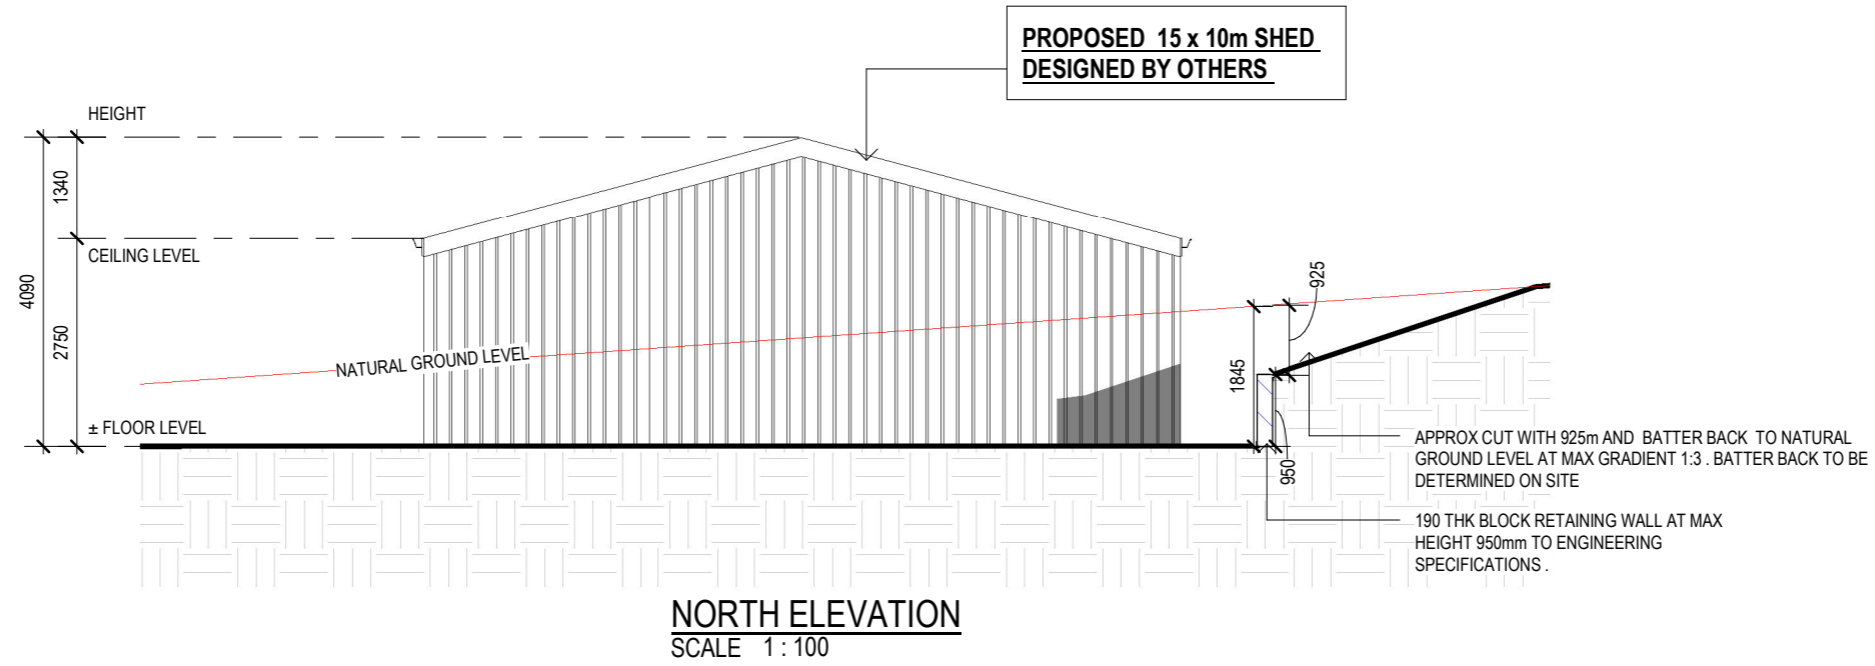 PROPOSED 15 x 10m SHED
DESIGNED BY OTHERS
HEIGHT
1340
CEILING LEVEL
4090
2750
NATURAL GROUND LEVEL
± FLOOR LEVEL
925
1845
950
APPROX CUT WITH 925m AND BATTER BACK TO NATURAL
GROUND LEVEL AT MAX GRADIENT 1:3 . BATTER BACK TO BE
DETERMINED ON SITE
190 THK BLOCK RETAINING WALL AT MAX
HEIGHT 950mm TO ENGINEERING
SPECIFICATIONS .
NORTH ELEVATION
SCALE 1 : 100